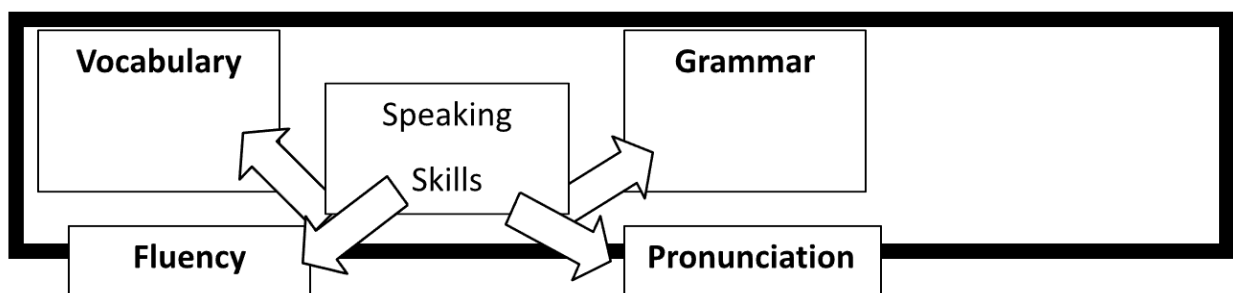 Vocabulary
Grammar
Speaking
Skills
Fluency
Pronunciation